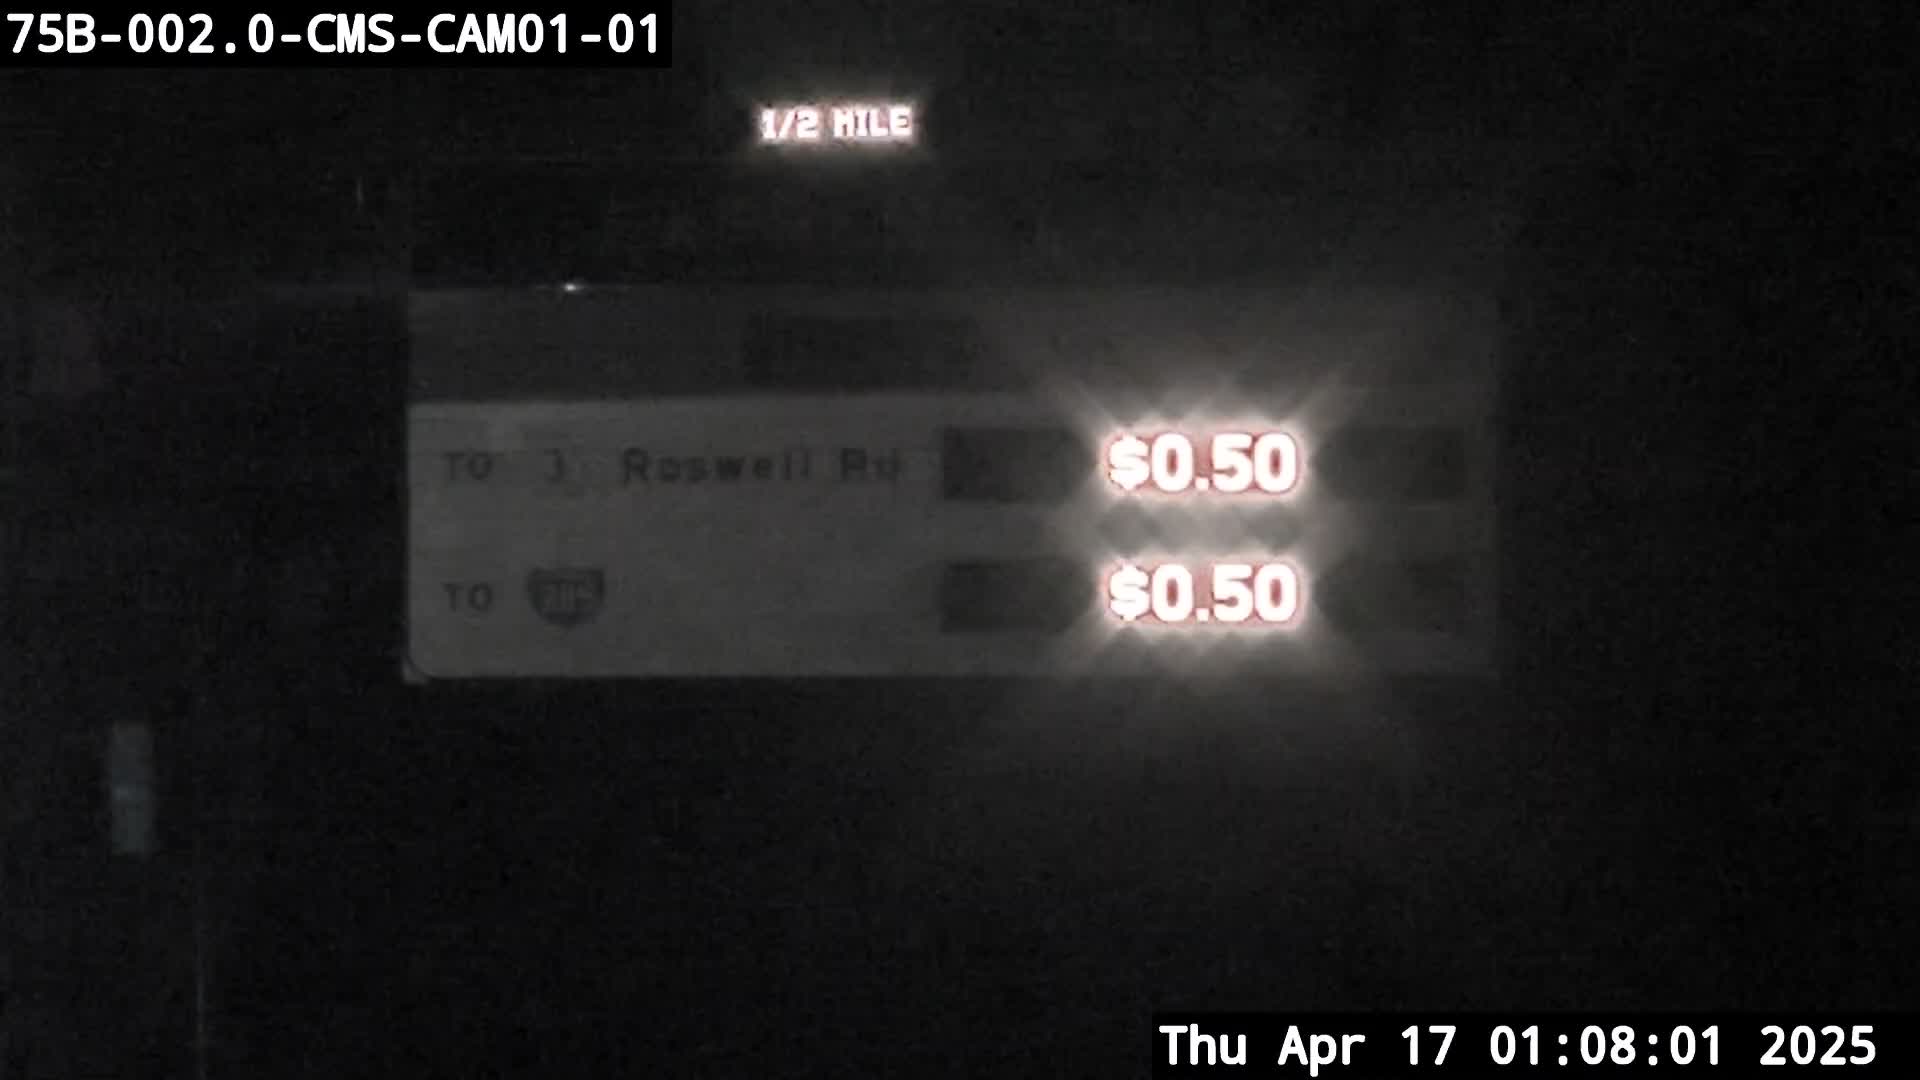 75B-002.0-CMS-CAM01-01
1/2 MILE
TO Roswell Rd $0.50
TO $0.50
Thu Apr 17 01:08:01 2025